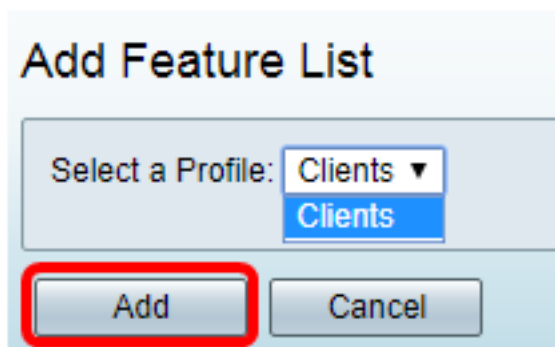 Add Feature List
Select a Profile: Clients ▼
Clients
Add Cancel